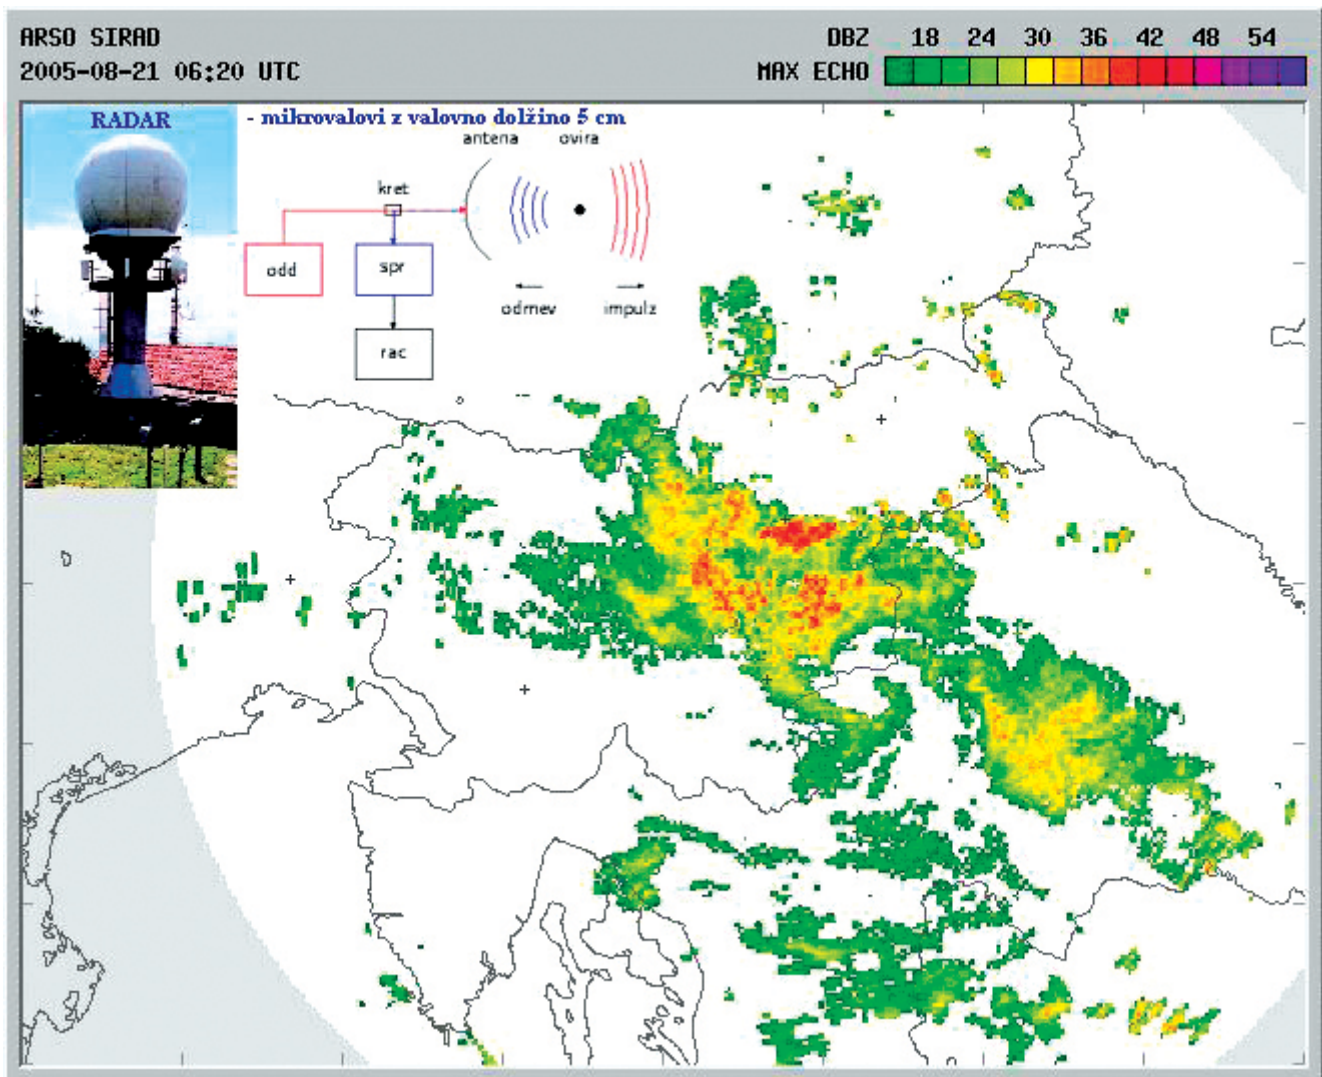 ARSO SIRAD
2005-08-21 06:20 UTC
DBZ 18 24 30 36 42 48 54
MAX ECHO
RADAR
- mikrovalovi z valovno dolžino 5 cm
antena ovira
kret
odd
spr
odmev impulz
rac